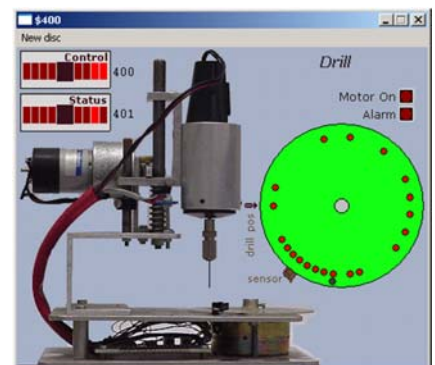 $400
New disc
Control
400
Status
401
Drill
Motor On
Alarm
drill pos
sensor